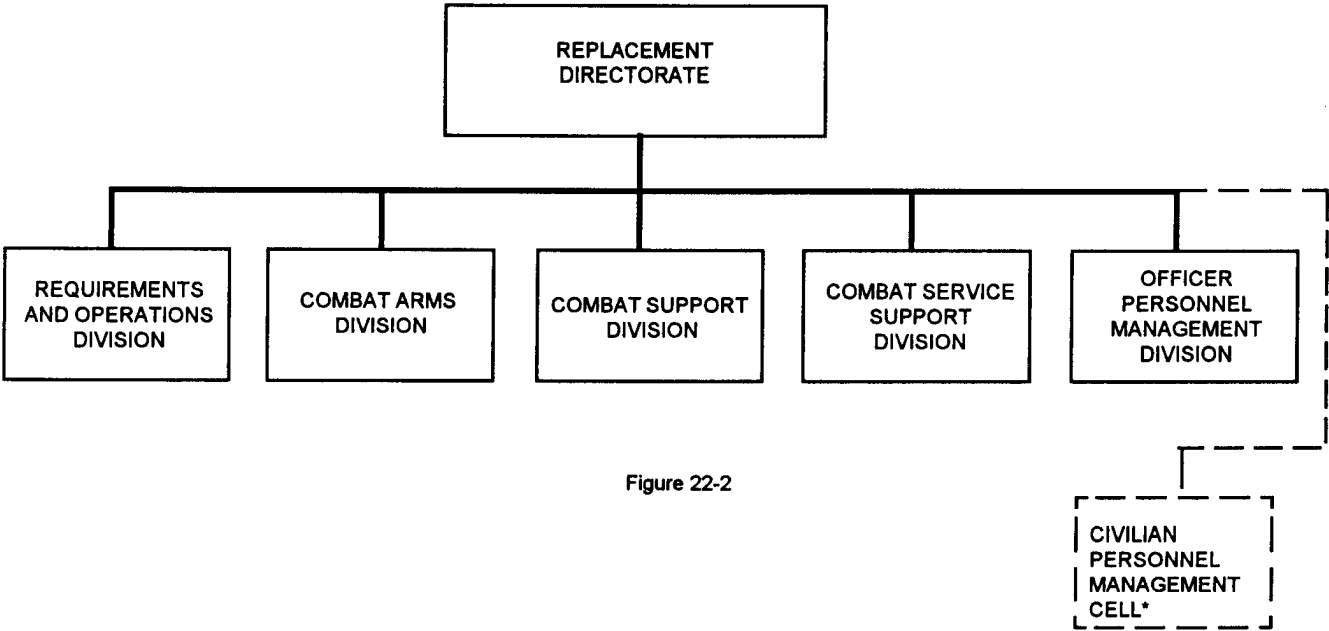 REPLACEMENT
DIRECTORATE
REQUIREMENTS
AND OPERATIONS
DIVISION
COMBAT ARMS
DIVISION
COMBAT SUPPORT
DIVISION
COMBAT SERVICE
SUPPORT
DIVISION
OFFICER
PERSONNEL
MANAGEMENT
DIVISION
Figure 22-2
CIVILIAN
PERSONNEL
MANAGEMENT
CELL*